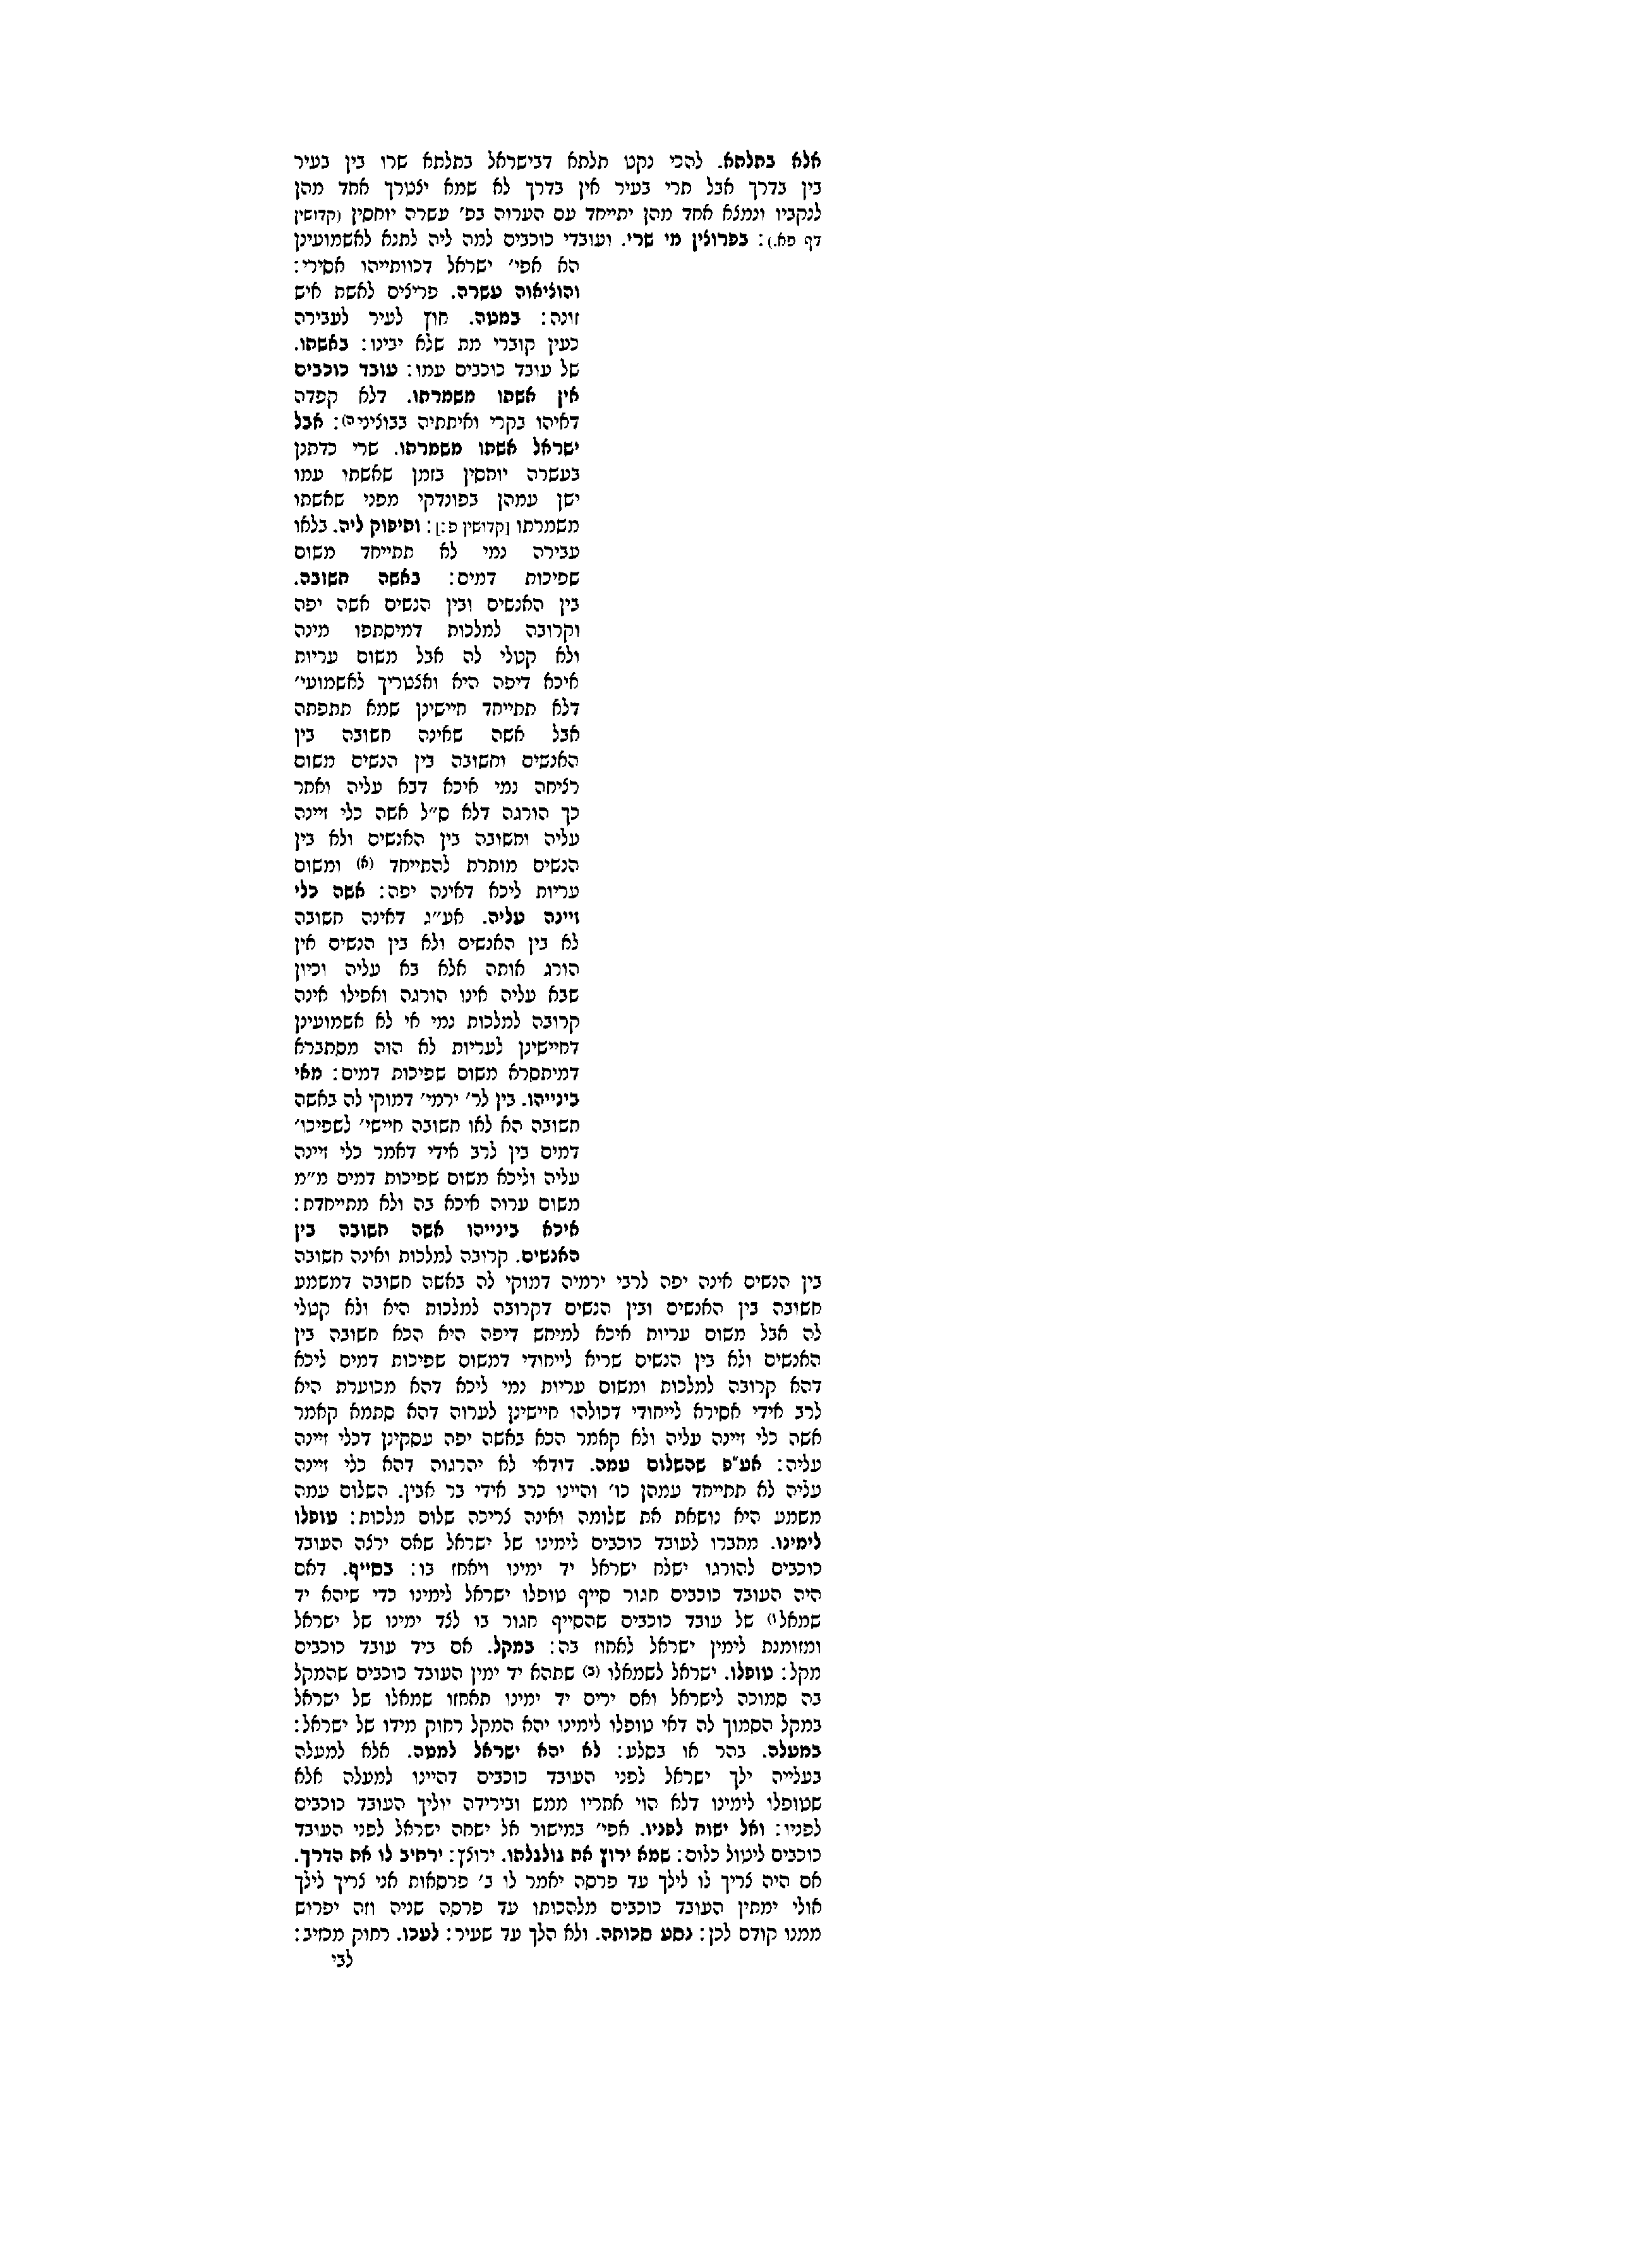 אלא בתלתא. להכי נקט תלתא דבישראל בתלתא שרו בין בעיר
בין בדרך אבל תרי בעיר אין בדרך לא שמא יצטרך אחד מהן
לנקביו ונמצא אחד מהן יתייחד עם הערוה בפ׳ עשרה יוחסין (קדושין
דף פא.): בפרוצין מי שרי. ועובדי כוכבים למה ליה לתנא לאשמועינן
הא אפי׳ ישראל דכוותייהו אסירי:
והוציאוה עשרה. פריצים לאשת איש
זונה: במטה. חוץ לעיר לעבירה
כעין קוברי מת שלא יבינו: באשתו.
של עובד כוכבים עמו: עובד כוכבים
אין אשתו משמרתו. דלא קפדה
דאיהו בקרי ואיתתיה בבוציניה): אבל
ישראל אשתו משמרתו. שרי כדתנן
בעשרה יוחסין בזמן שאשתו עמו
ישן עמהן בפונדקי מפני שאשתו
משמרתו [קדושין פ:]: ותיפוק ליה. בלאו
עבירה נמי לא תתייחד משום
שפיכות דמים: באשה חשובה.
בין האנשים ובין הנשים אשה יפה
וקרובה למלכות דמיסתפו מינה
ולא קטלי לה אבל משום עריות
איכא דיפה היא ואצטריך לאשמועי׳
דלא תתייחד חיישינן שמא תתפתה
אבל אשה שאינה חשובה בין
האנשים וחשובה בין הנשים משום
רציחה נמי איכא דבא עליה ואחר
כך הורגה דלא ס״ל אשה כלי זיינה
עליה וחשובה בין האנשים ולא בין
הנשים מותרת להתייחד (א) ומשום
עריות ליכא דאינה יפה: אשה כלי
זיינה עליה. אע״ג דאינה חשובה
לא בין האנשים ולא בין הנשים אין
הורג אותה אלא בא עליה וכיון
שבא עליה אינו הורגה ואפילו אינה
קרובה למלכות נמי אי לא אשמועינן
דחיישינן לעריות לא הוה מסתברא
דמיתסרא משום שפיכות דמים: מאי
בינייהו. בין לר׳ ירמי׳ דמוקי לה באשה
חשובה הא לאו חשובה חיישי׳ לשפיכו׳
דמים בין לרב אידי דאמר כלי זיינה
עליה וליכא משום שפיכות דמים מ״מ
משום ערוה איכא בה ולא מתייחדת:
איכא בינייהו אשה חשובה בין
האנשים. קרובה למלכות ואינה חשובה
בין הנשים אינה יפה לרבי ירמיה דמוקי לה באשה חשובה דמשמע
חשובה בין האנשים ובין הנשים דקרובה למלכות היא ולא קטלי
לה אבל משום עריות איכא למיחש דיפה היא הכא חשובה בין
האנשים ולא בין הנשים שריא לייחודי דמשום שפיכות דמים ליכא
דהא קרובה למלכות ומשום עריות נמי ליכא דהא מכוערת היא
לרב אידי אסירא לייחודי דכולהו חיישינן לערוה דהא סתמא קאמר
אשה כלי זיינה עליה ולא קאמר הכא באשה יפה עסקינן דכלי זיינה
עליה: אע״פ שהשלום עמה. דודאי לא יהרגוה דהא כלי זיינה
עליה לא תתייחד עמהן כו׳ והיינו כרב אידי בר אבין. השלום עמה
משמע היא נושאת את שלומה ואינה צריכה שלום מלכות: טופלו
לימינו. מחברו לעובד כוכבים לימינו של ישראל שאם ירצה העובד
כוכבים להורגו ישלח ישראל יד ימינו ויאחז בו: בסייף. דאם
היה העובד כוכבים חגור סייף טופלו ישראל לימינו כדי שיהא יד
שמאלו) של עובד כוכבים שהסייף חגור בו לצד ימינו של ישראל
ומזומנת לימין ישראל לאחוז בה: במקל. אם ביד עובד כוכבים
מקל: טופלו. ישראל לשמאלו (ב) שתהא יד ימין העובד כוכבים שהמקל
בה סמוכה לישראל ואם ירים יד ימינו תאחזו שמאלו של ישראל
במקל הסמוך לה דאי טופלו לימינו יהא המקל רחוק מידו של ישראל:
במעלה. בהר או בסלע: לא יהא ישראל למטה. אלא למעלה
בעלייה ילך ישראל לפני העובד כוכבים דהיינו למעלה אלא
שטופלו לימינו דלא הוי אחריו ממש ובירידה יוליך העובד כוכבים
לפניו: ואל ישוח לפניו. אפי׳ במישור אל ישחה ישראל לפני העובד
כוכבים ליטול כלום: שמא ירוץ את גולגלתו. ירוצץ: ירחיב לו את הדרך.
אם היה צריך לו לילך עד פרסה יאמר לו ב׳ פרסאות אני צריך לילך
אולי ימתין העובד כוכבים מלהכותו עד פרסה שניה וזה יפרוש
ממנו קודם לכן: נסע סכותה. ולא הלך עד שעיר: לעכו. רחוק מכזיב:
לבי